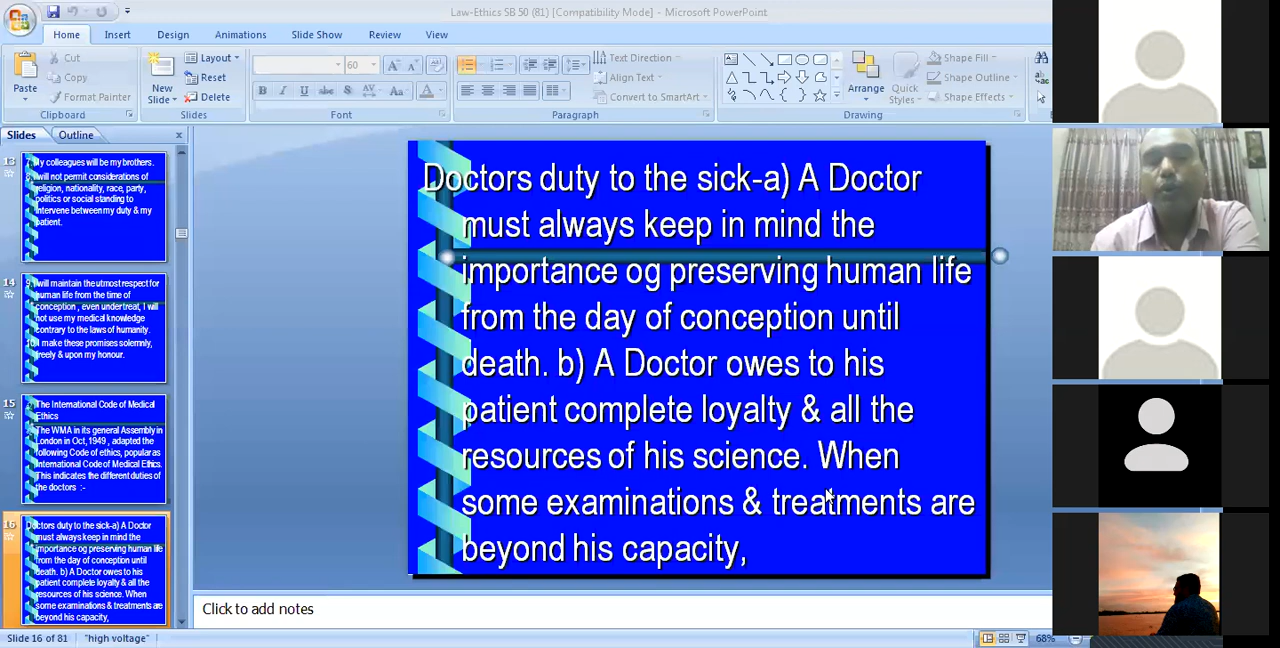 Law-Ethics SB 50 (81) [Compatibility Mode] - Microsoft PowerPoint
Home Insert Design Animations Slide Show Review View
Paste
Cut
Copy
Format Painter
Clipboard
New
Slide
Layout
Reset
Delete
Slides
60
B I U abc S AV Aa A
Font
Text Direction
Align Text
Convert to SmartArt
Paragraph
Arrange
Quick
Styles
Shape Fill
Shape Outline
Shape Effects
Drawing
Slides Outline
13
My colleagues will be my brothers.
will not permit considerations of
religion, nationality, race, party,
politics or social standing to
intervene between my duty & my
patient.
14
will maintain the utmost respect for
human life from the time of
conception , even under treat, I will
not use my medical knowledge
contrary to the laws of humanity.
I make these promises solemnly,
freely & upon my honour.
15
The International Code of Medical
Ethics
The WMA in its general Assembly in
London in Oct, 1949 , adapted the
following Code of ethics, popular as
International Code of Medical Ethics.
This indicates the different duties of
the doctors :-
16
Doctors duty to the sick-a) A Doctor
must always keep in mind the
importance og preserving human life
from the day of conception until
death. b) A Doctor owes to his
patient complete loyalty & all the
resources of his science. When
some examinations & treatments are
beyond his capacity,
Doctors duty to the sick-a) A Doctor
must always keep in mind the
importance og preserving human life
from the day of conception until
death. b) A Doctor owes to his
patient complete loyalty & all the
resources of his science. When
some examinations & treatments are
beyond his capacity,
Click to add notes
Slide 16 of 81 "high voltage" 68%